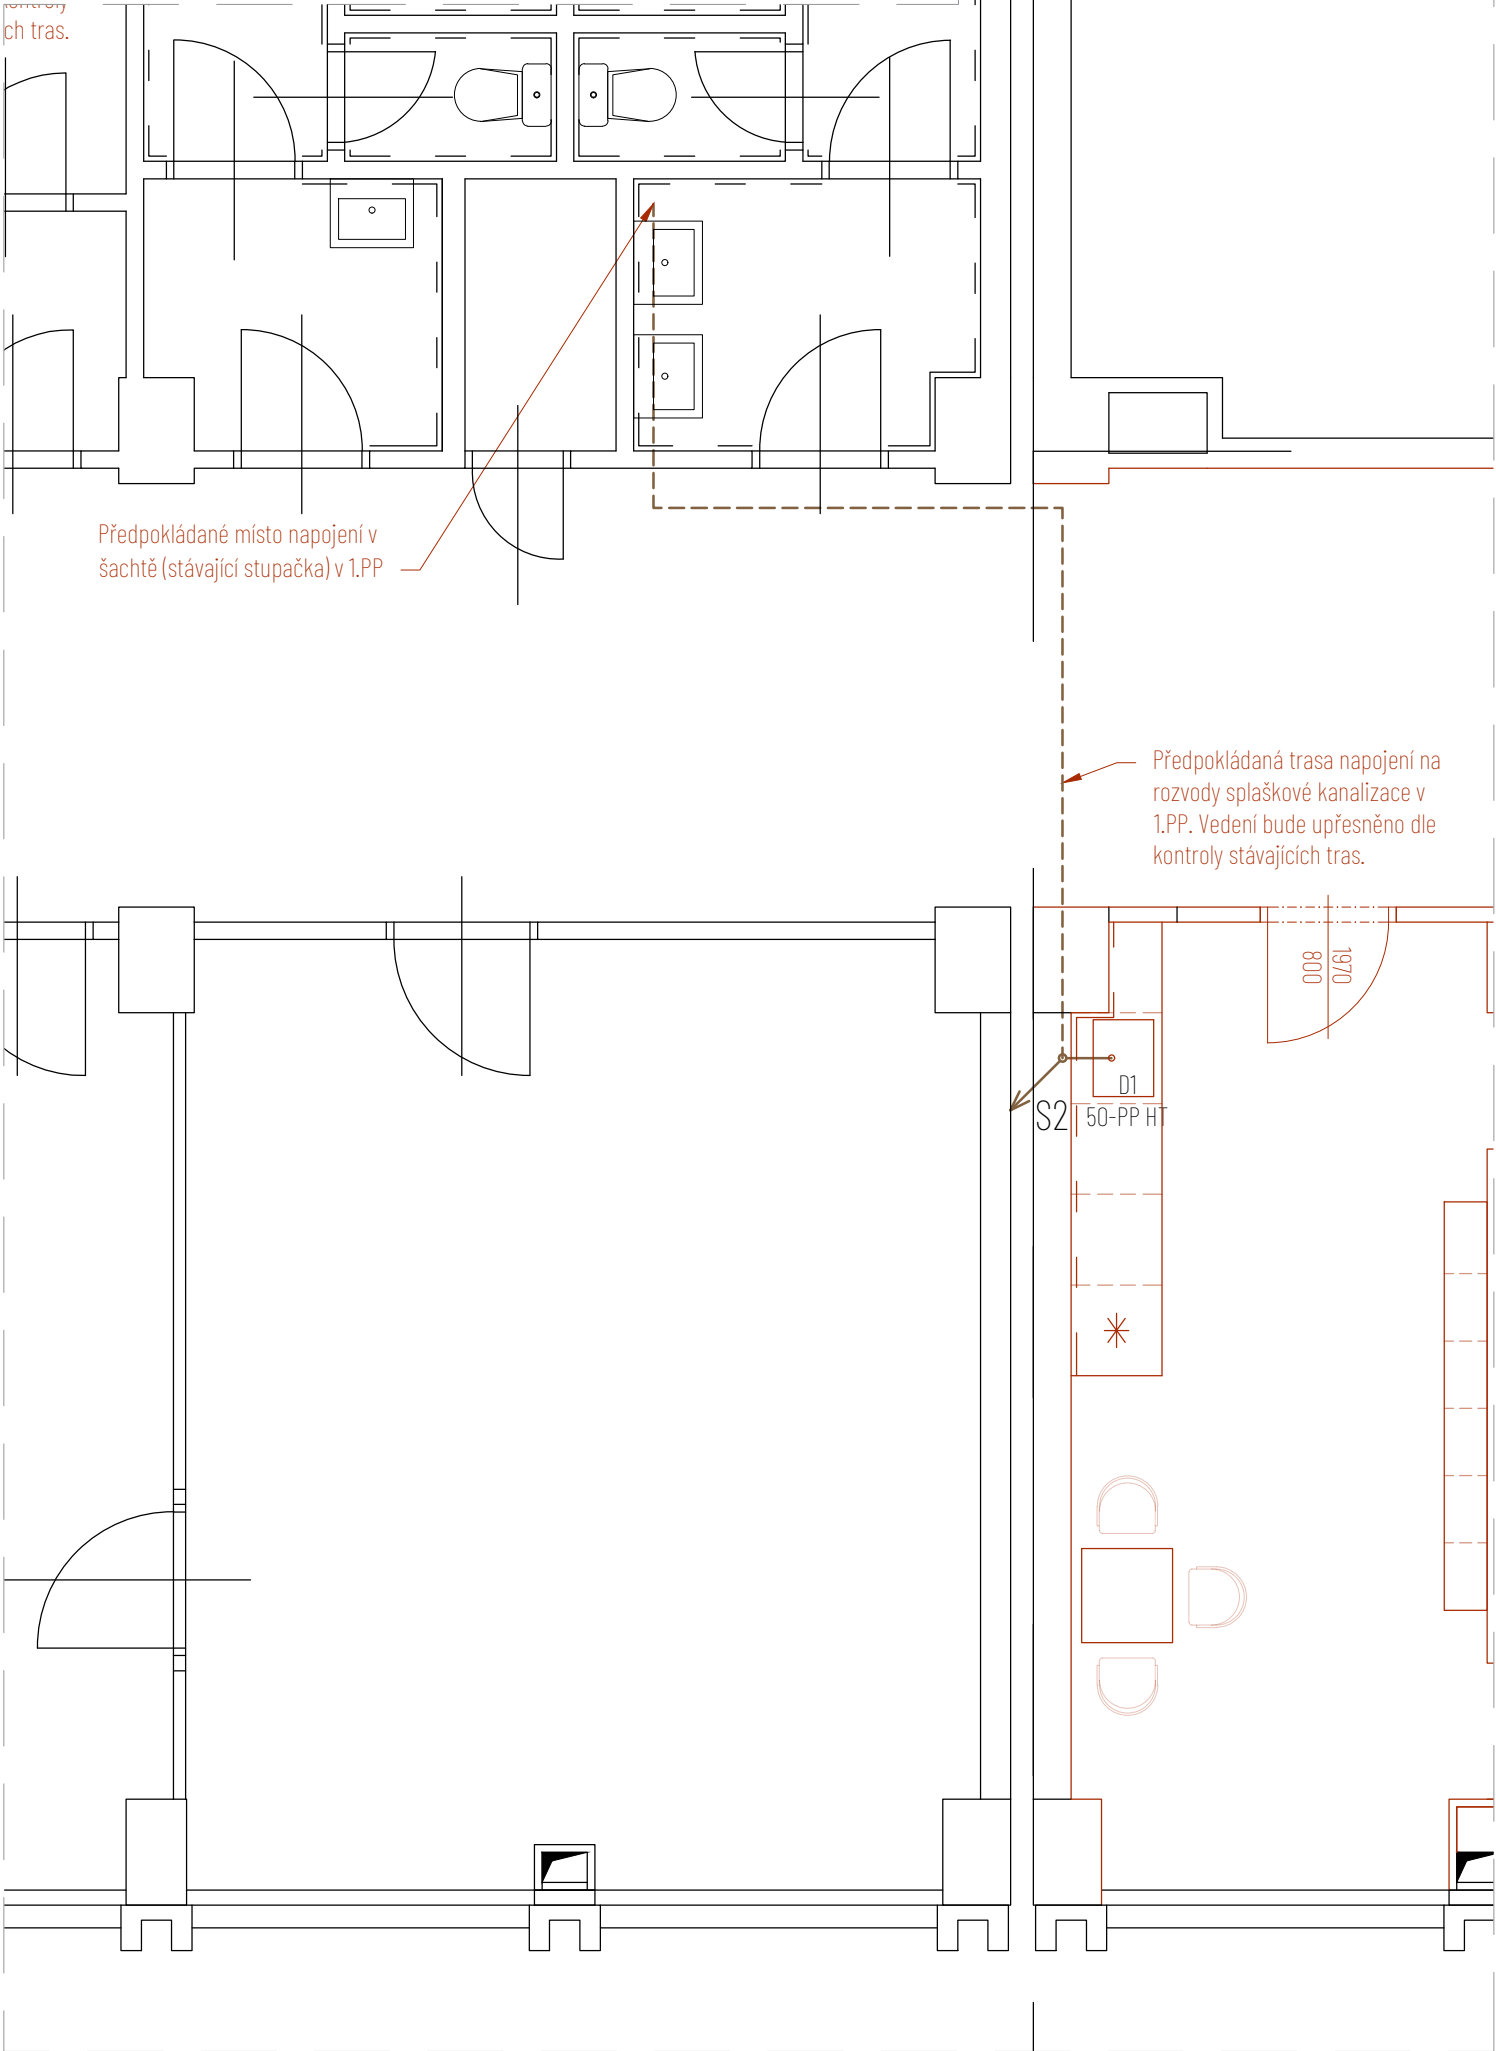 ch tras.
Předpokládané místo napojení v
šachtě (stávající stupačka) v 1.PP
Předpokládaná trasa napojení na
rozvody splaškové kanalizace v
1.PP. Vedení bude upřesněno dle
kontroly stávajících tras.
1970
800
D1
S2
50-PP HT